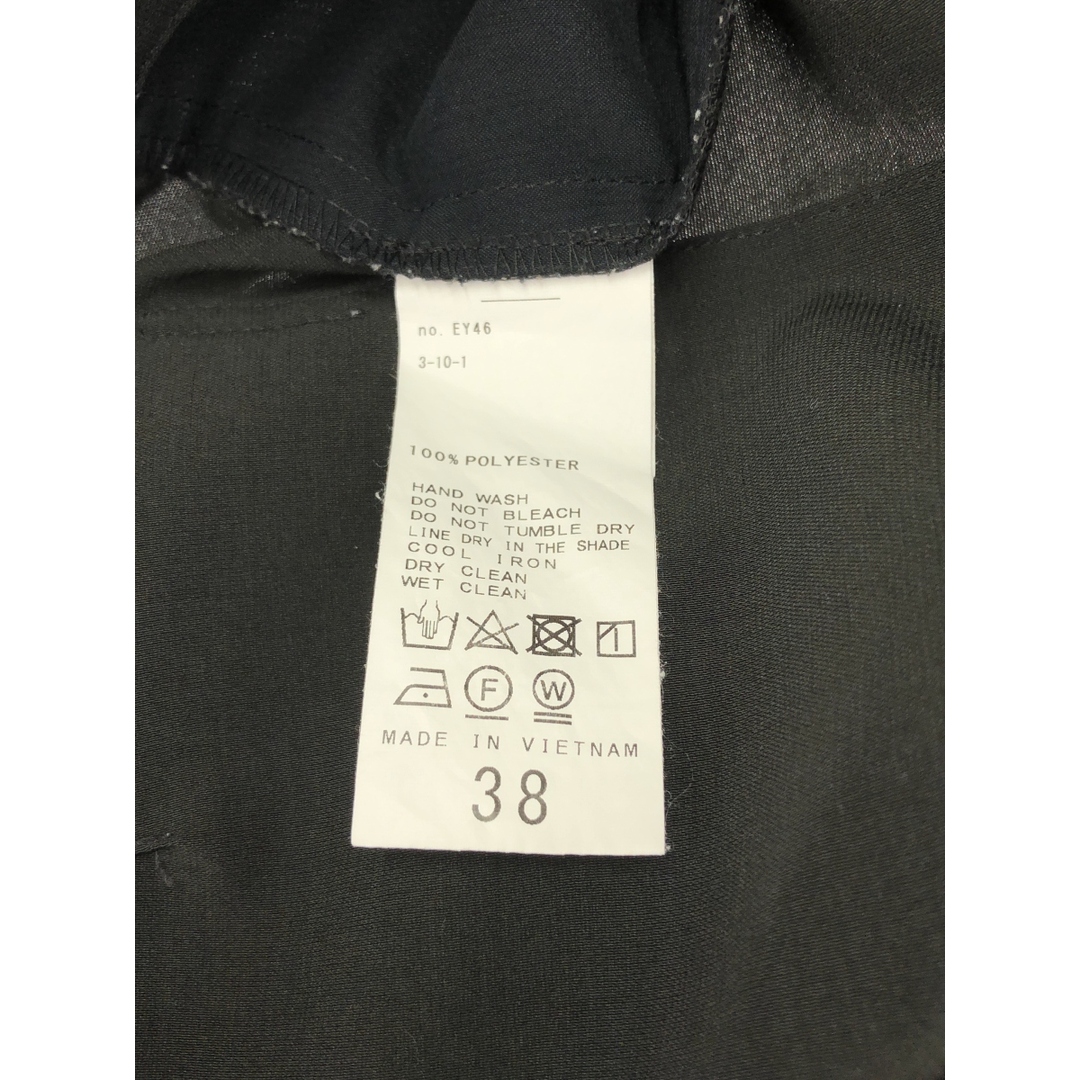 no. EY46
3-10-1
100% POLYESTER
HAND WASH
DO NOT BLEACH
DO NOT TUMBLE DRY
LINE DRY IN THE SHADE
COOL IRON
DRY CLEAN
WET CLEAN
F W
MADE IN VIETNAM
38